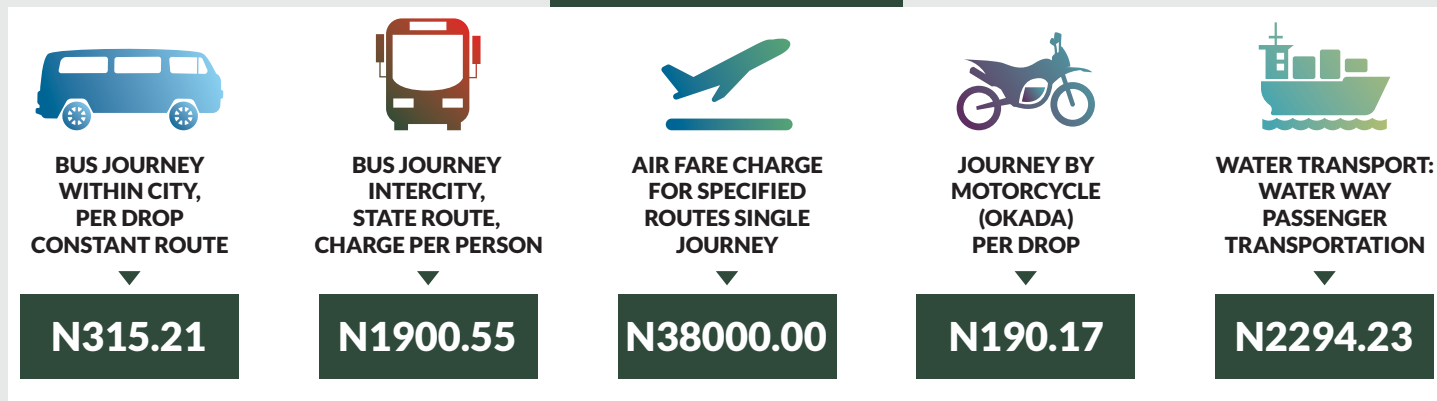 BUS JOURNEY
WITHIN CITY,
PER DROP
CONSTANT ROUTE
N315.21
BUS JOURNEY
INTERCITY,
STATE ROUTE,
CHARGE PER PERSON
N1900.55
AIR FARE CHARGE
FOR SPECIFIED
ROUTES SINGLE
JOURNEY
N38000.00
JOURNEY BY
MOTORCYCLE
(OKADA)
PER DROP
N190.17
WATER TRANSPORT:
WATER WAY
PASSENGER
TRANSPORTATION
N2294.23